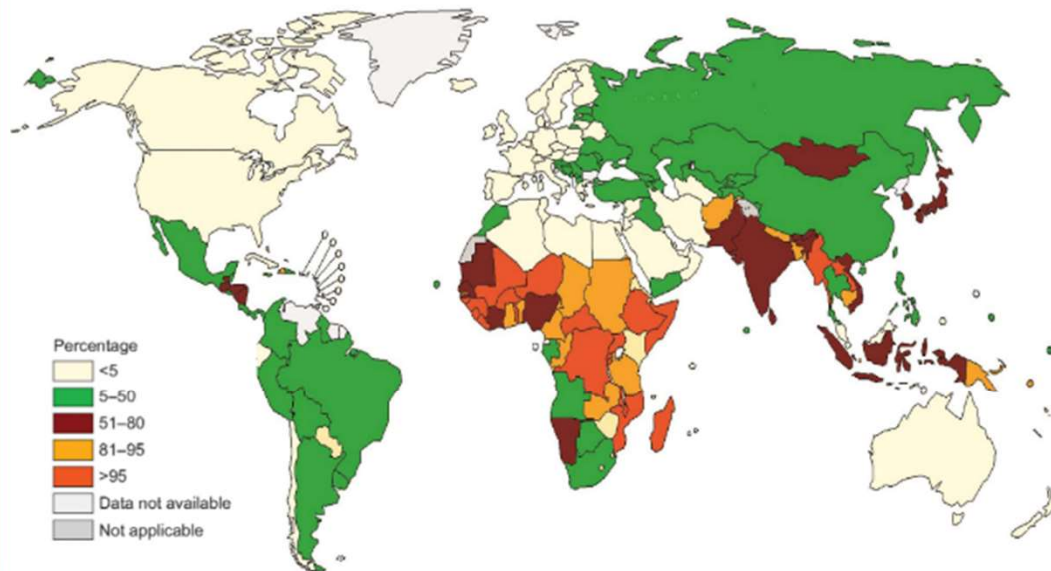 Percentage
<5
5–50
51–80
81–95
>95
Data not available
Not applicable